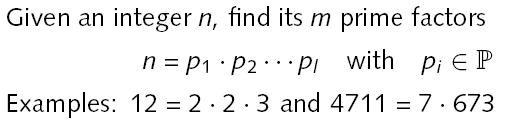 Given an integer n, find its m prime factors
n = p₁ · p₂ · · · pₗ with pᵢ ∈ ℙ
Examples: 12 = 2 · 2 · 3 and 4711 = 7 · 673